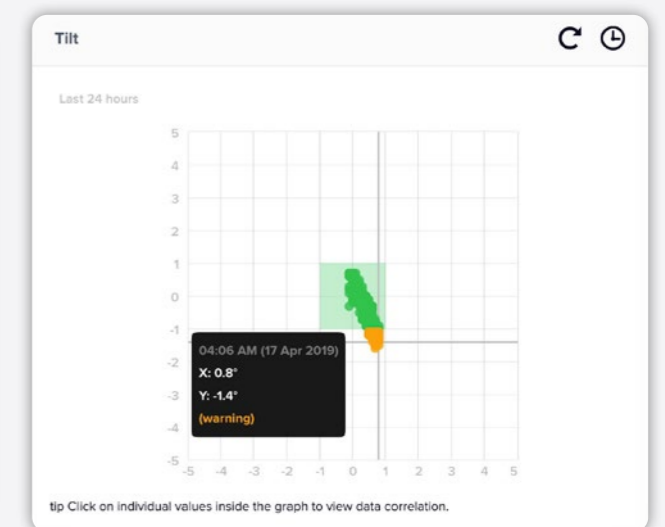 Tilt
Last 24 hours
5
4
3
2
1
0
-1
-2
-3
-4
-5
04:06 AM (17 Apr 2019)
X: 0.8°
Y: -1.4°
(warning)
-5 -4 -3 -2 -1 0 1 2 3 4 5
tip Click on individual values inside the graph to view data correlation.